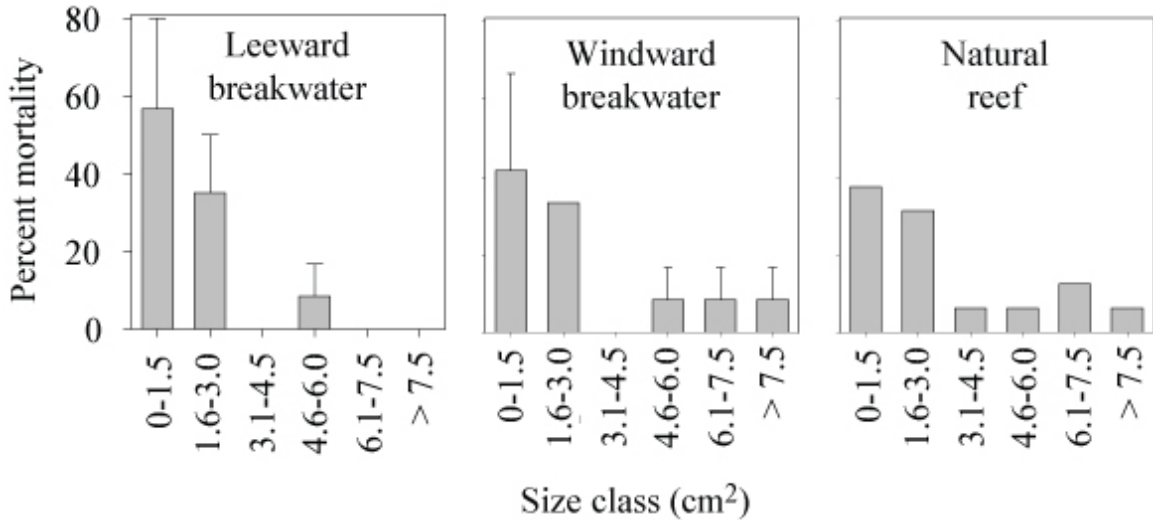 Percent mortality
80
60
40
20
0
Leeward
breakwater
Windward
breakwater
Natural
reef
0-1.5
1.6-3.0
3.1-4.5
4.6-6.0
6.1-7.5
> 7.5
0-1.5
1.6-3.0
3.1-4.5
4.6-6.0
6.1-7.5
> 7.5
0-1.5
1.6-3.0
3.1-4.5
4.6-6.0
6.1-7.5
> 7.5
Size class (cm²)